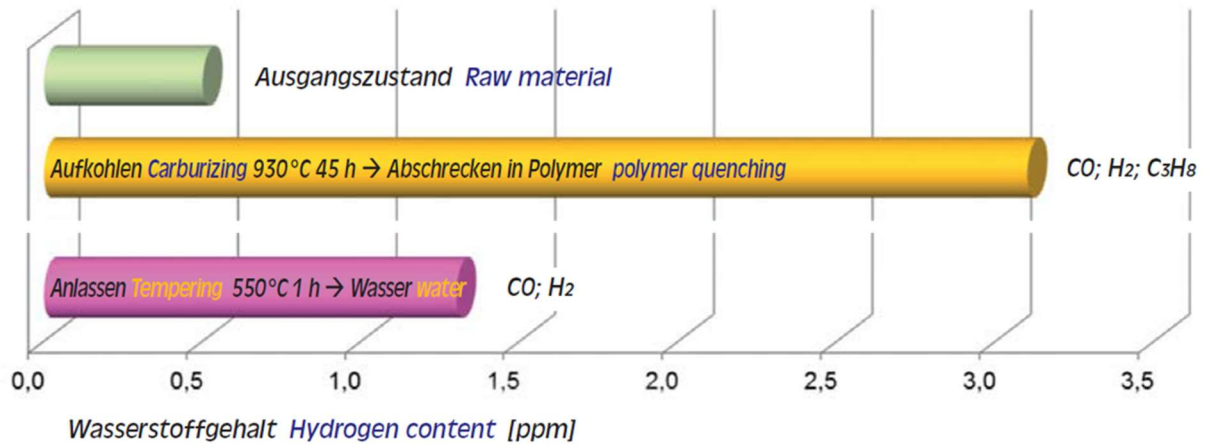 Ausgangszustand Raw material
Aufkohlen Carburizing 930°C 45 h → Abschrecken in Polymer polymer quenching CO; H₂; C₃H₈
Anlassen Tempering 550°C 1 h → Wasser water CO; H₂
0,0 0,5 1,0 1,5 2,0 2,5 3,0 3,5
Wasserstoffgehalt Hydrogen content [ppm]